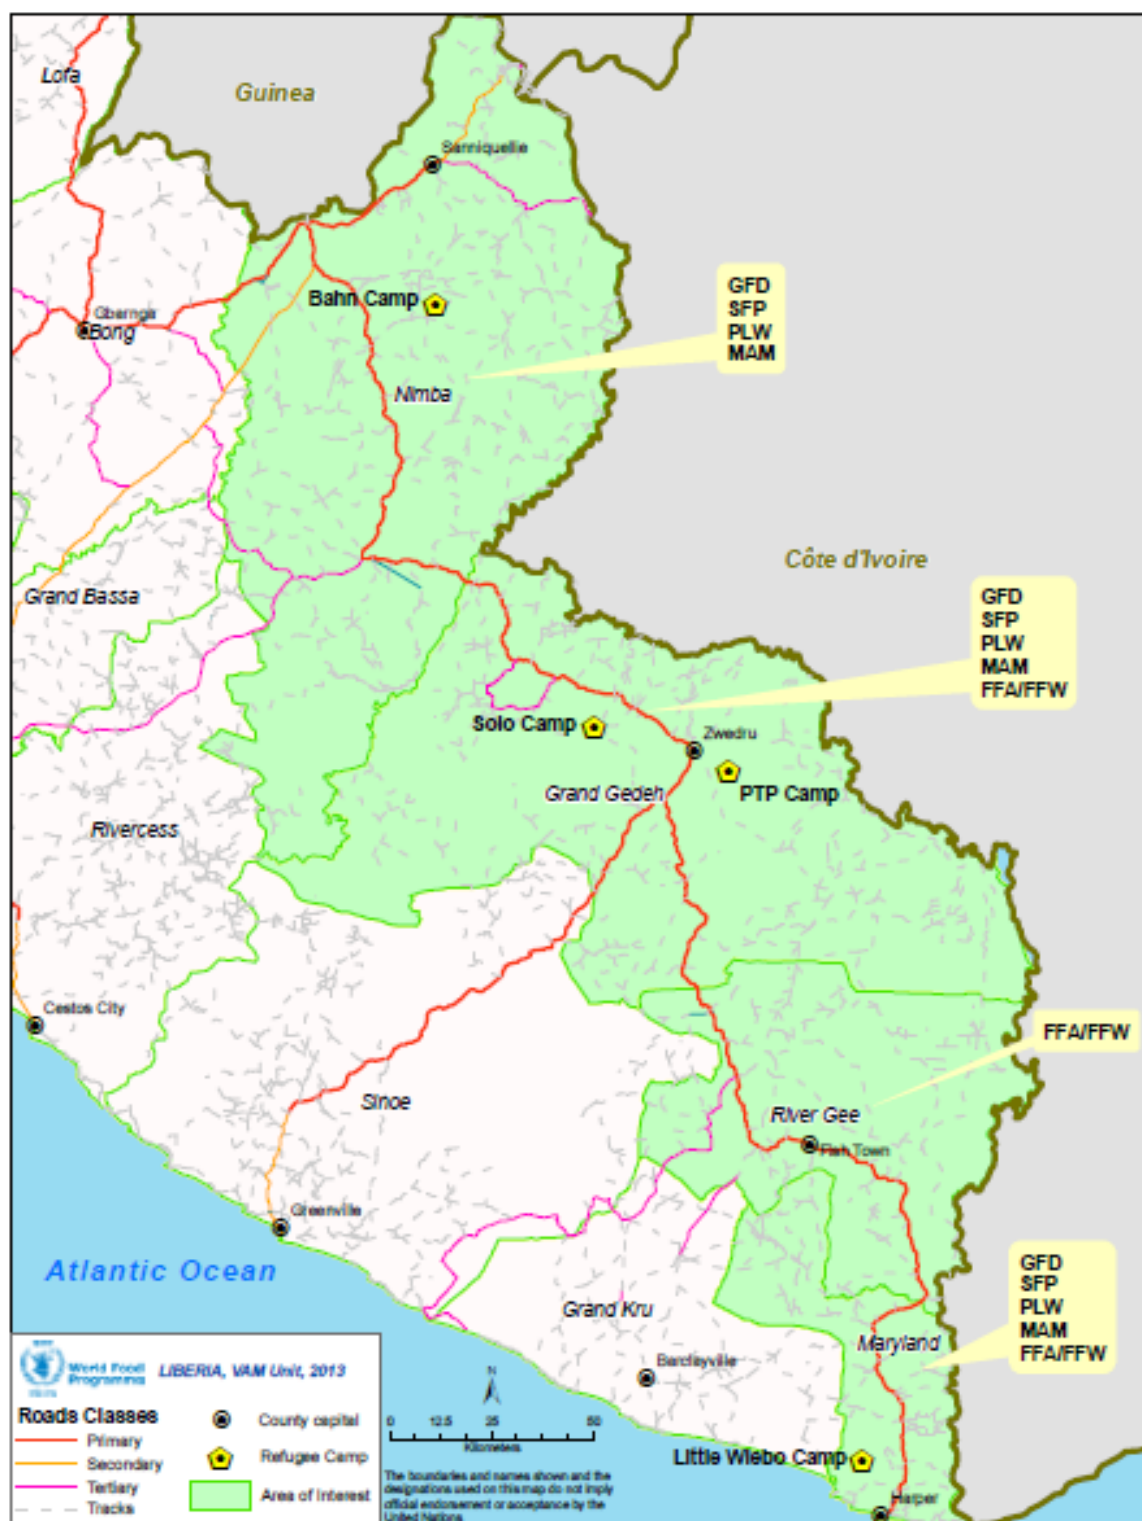 Lofa
Guinea
Sanniquellie
Bahn Camp
GFD
SFP
PLW
MAM
Gbarnga
Bong
Nimba
Côte d'Ivoire
Grand Bassa
GFD
SFP
PLW
MAM
FFA/FFW
Solo Camp
Zwedru
PTP Camp
Grand Gedeh
Rivercess
Cestos City
FFA/FFW
Sinoe
River Gee
Fish Town
Greenville
Atlantic Ocean
GFD
SFP
PLW
MAM
FFA/FFW
Grand Kru
Maryland
Barclayville
World Food
Programme
LIBERIA, VAM Unit, 2013
Roads Classes
Primary
Secondary
Tertiary
Tracks
County capital
Refugee Camp
Area of Interest
N
0 12.5 25 50
Kilometers
The boundaries and names shown and the
designations used on this map do not imply
official endorsement or acceptance by the
United Nations.
Little Wlebo Camp
Harper